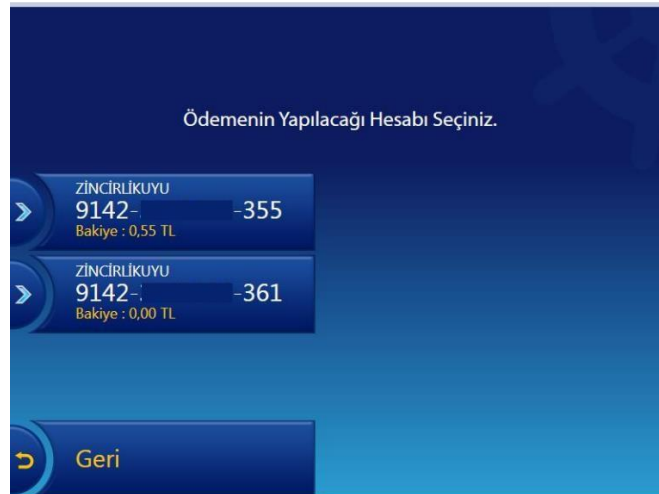 Ödemenin Yapılacağı Hesabı Seçiniz.
ZİNCİRLİKUYU
9142- -355
Bakiye : 0,55 TL
ZİNCİRLİKUYU
9142- -361
Bakiye : 0,00 TL
Geri